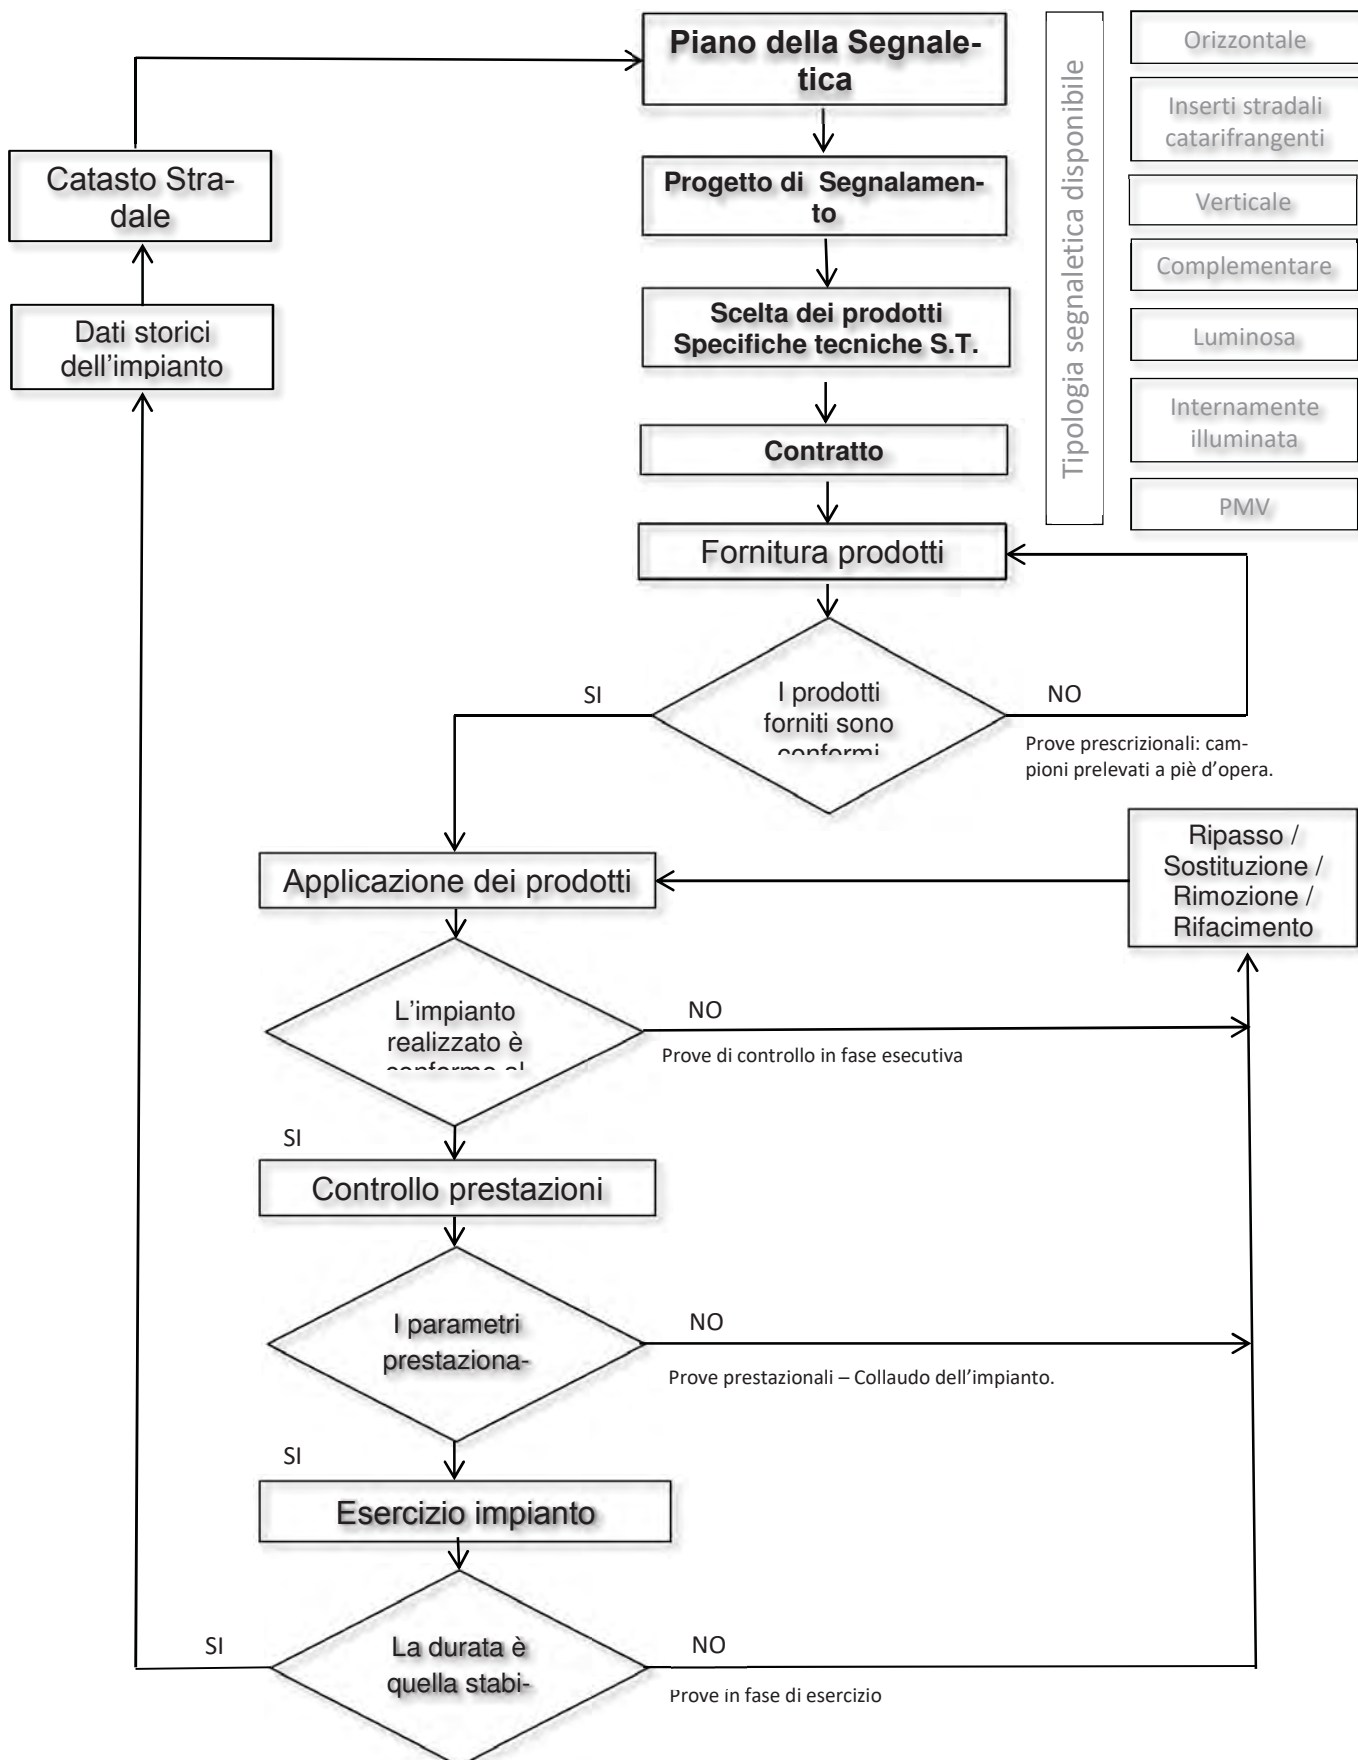 Piano della Segnale-
tica
Progetto di Segnalamen-
to
Scelta dei prodotti
Specifiche tecniche S.T.
Contratto
Fornitura prodotti
Tipologia segnaletica disponibile
Orizzontale
Inserti stradali
catarifrangenti
Verticale
Complementare
Luminosa
Internamente
illuminata
PMV
Catasto Stra-
dale
Dati storici
dell'impianto
SI
I prodotti
forniti sono
conformi
NO
Prove prescrizionali: cam-
pioni prelevati a piè d'opera.
Applicazione dei prodotti
Ripasso /
Sostituzione /
Rimozione /
Rifacimento
L'impianto
realizzato è
conforme al
NO
Prove di controllo in fase esecutiva
SI
Controllo prestazioni
I parametri
prestaziona-
NO
Prove prestazionali – Collaudo dell'impianto.
SI
Esercizio impianto
SI
La durata è
quella stabi-
NO
Prove in fase di esercizio